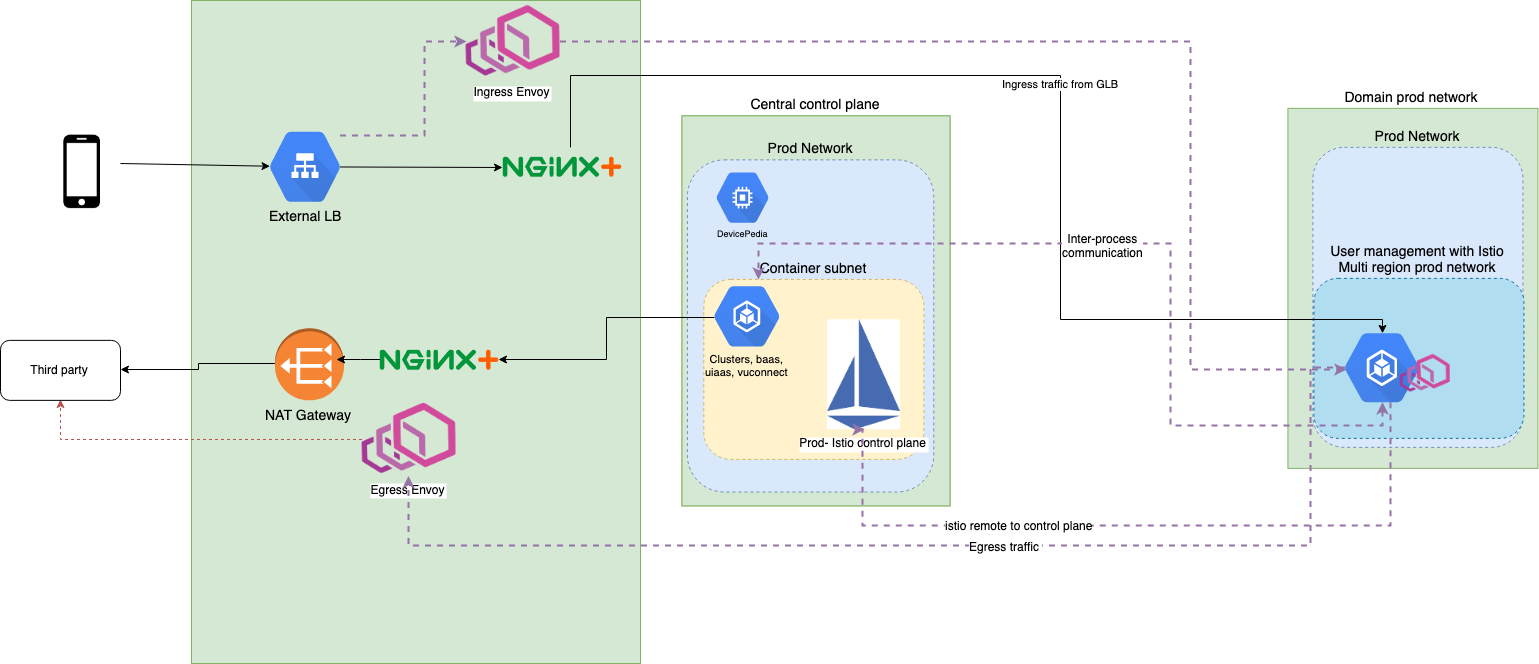 Ingress Envoy
Ingress traffic from GLB
Central control plane
Domain prod network
Prod Network
Prod Network
NGiNX+
External LB
DevicePedia
Inter-process
communication
User management with Istio
Multi region prod network
Container subnet
Third party
NGiNX+
Clusters, baas,
uiaas, vuconnect
NAT Gateway
Prod- Istio control plane
Egress Envoy
istio remote to control plane
Egress traffic